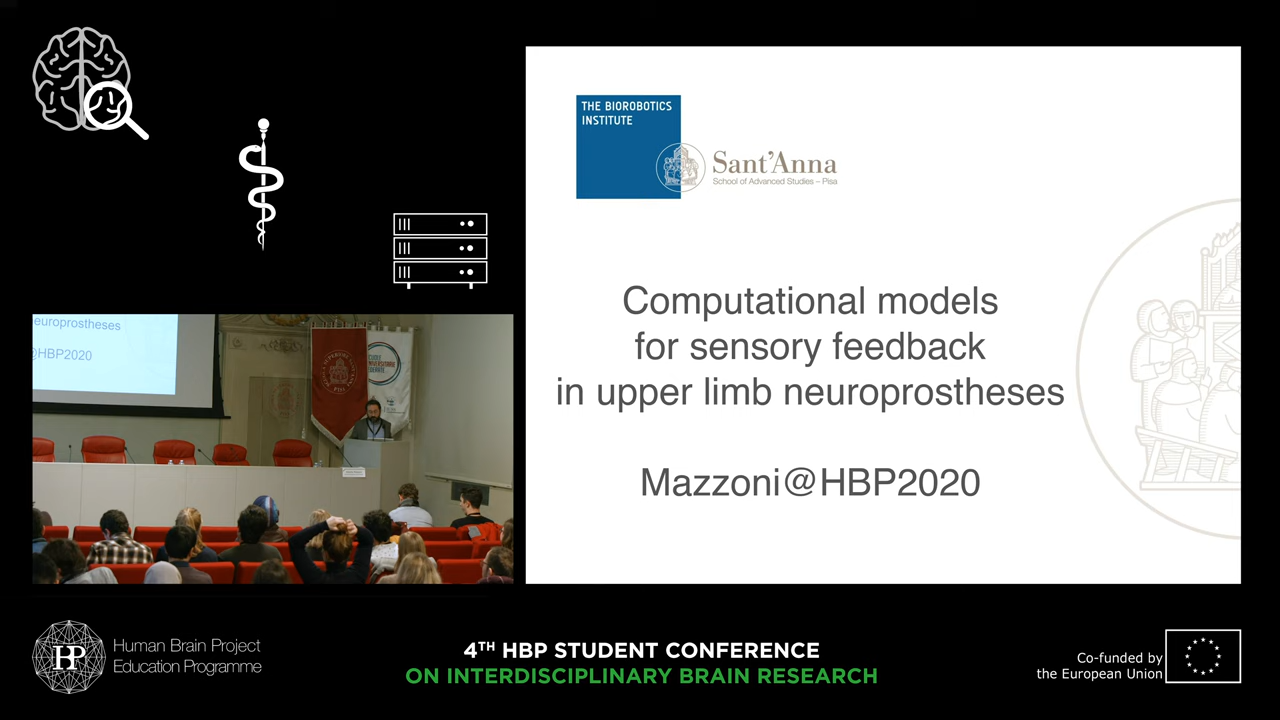 THE BIOROBOTICS
INSTITUTE
Sant'Anna
School of Advanced Studies – Pisa
Computational models
for sensory feedback
in upper limb neuroprostheses
Mazzoni@HBP2020
europrostheses
@HBP2020
HP
Human Brain Project
Education Programme
4TH HBP STUDENT CONFERENCE
ON INTERDISCIPLINARY BRAIN RESEARCH
Co-funded by
the European Union